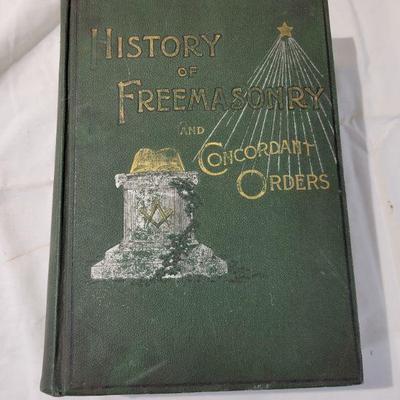 HISTORY
OF
FREEMASONRY
AND
CONCORDANT
ORDERS